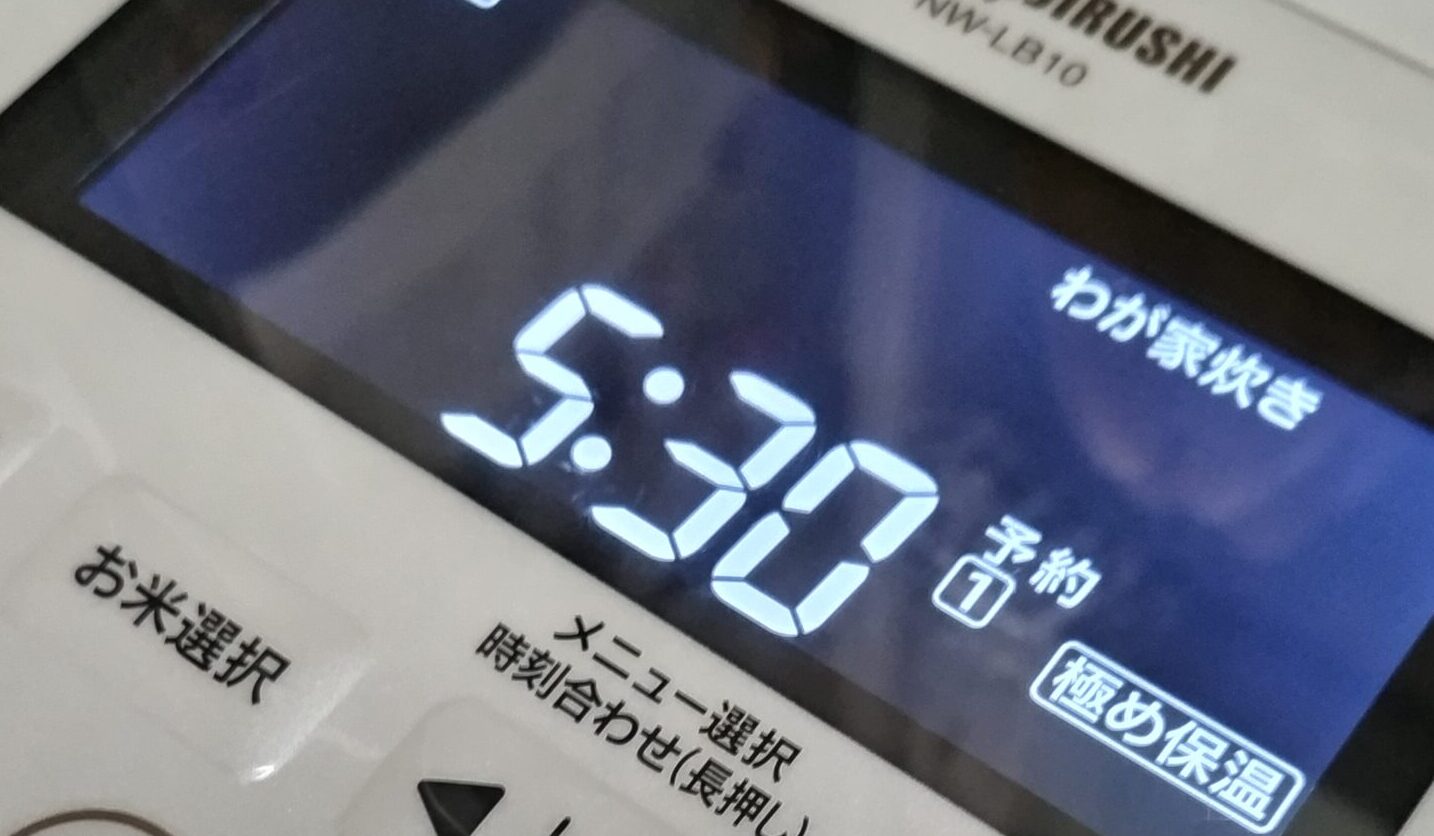 JIRUSHI
NW-LB10
わが家炊き
5:30
予約
1
極め保温
お米選択
メニュー選択
時刻合わせ(長押し)